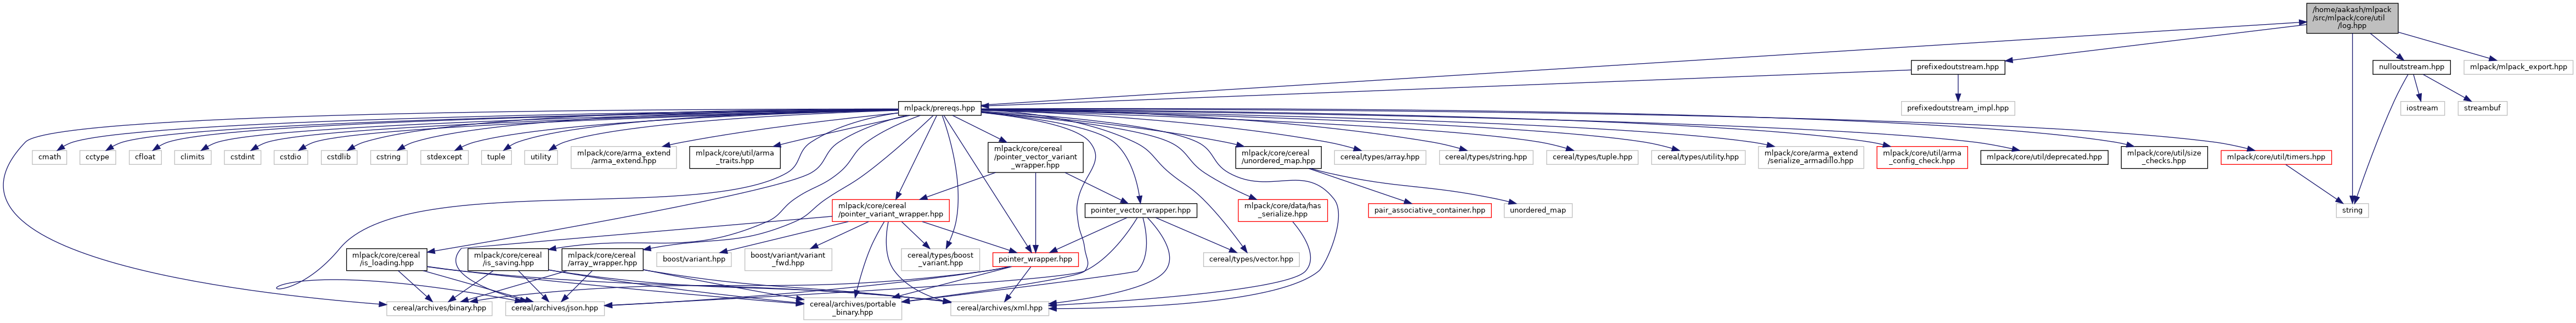 /home/aakash/mlpack
/src/mlpack/core/util
/log.hpp
prefixedoutstream.hpp
nulloutstream.hpp
mlpack/mlpack_export.hpp
mlpack/prereqs.hpp
prefixedoutstream_impl.hpp
iostream
streambuf
cmath
cctype
cfloat
climits
cstdint
cstdio
cstdlib
cstring
stdexcept
tuple
utility
mlpack/core/arma_extend
/arma_extend.hpp
mlpack/core/util/arma
_traits.hpp
mlpack/core/cereal
/pointer_vector_variant
_wrapper.hpp
mlpack/core/cereal
/unordered_map.hpp
cereal/types/array.hpp
cereal/types/string.hpp
cereal/types/tuple.hpp
cereal/types/utility.hpp
mlpack/core/arma_extend
/serialize_armadillo.hpp
mlpack/core/util/arma
_config_check.hpp
mlpack/core/util/deprecated.hpp
mlpack/core/util/size
_checks.hpp
mlpack/core/util/timers.hpp
mlpack/core/cereal
/pointer_variant_wrapper.hpp
pointer_vector_wrapper.hpp
mlpack/core/data/has
_serialize.hpp
pair_associative_container.hpp
unordered_map
string
mlpack/core/cereal
/is_loading.hpp
mlpack/core/cereal
/is_saving.hpp
mlpack/core/cereal
/array_wrapper.hpp
boost/variant.hpp
boost/variant/variant
_fwd.hpp
cereal/types/boost
_variant.hpp
pointer_wrapper.hpp
cereal/types/vector.hpp
cereal/archives/binary.hpp
cereal/archives/json.hpp
cereal/archives/portable
_binary.hpp
cereal/archives/xml.hpp